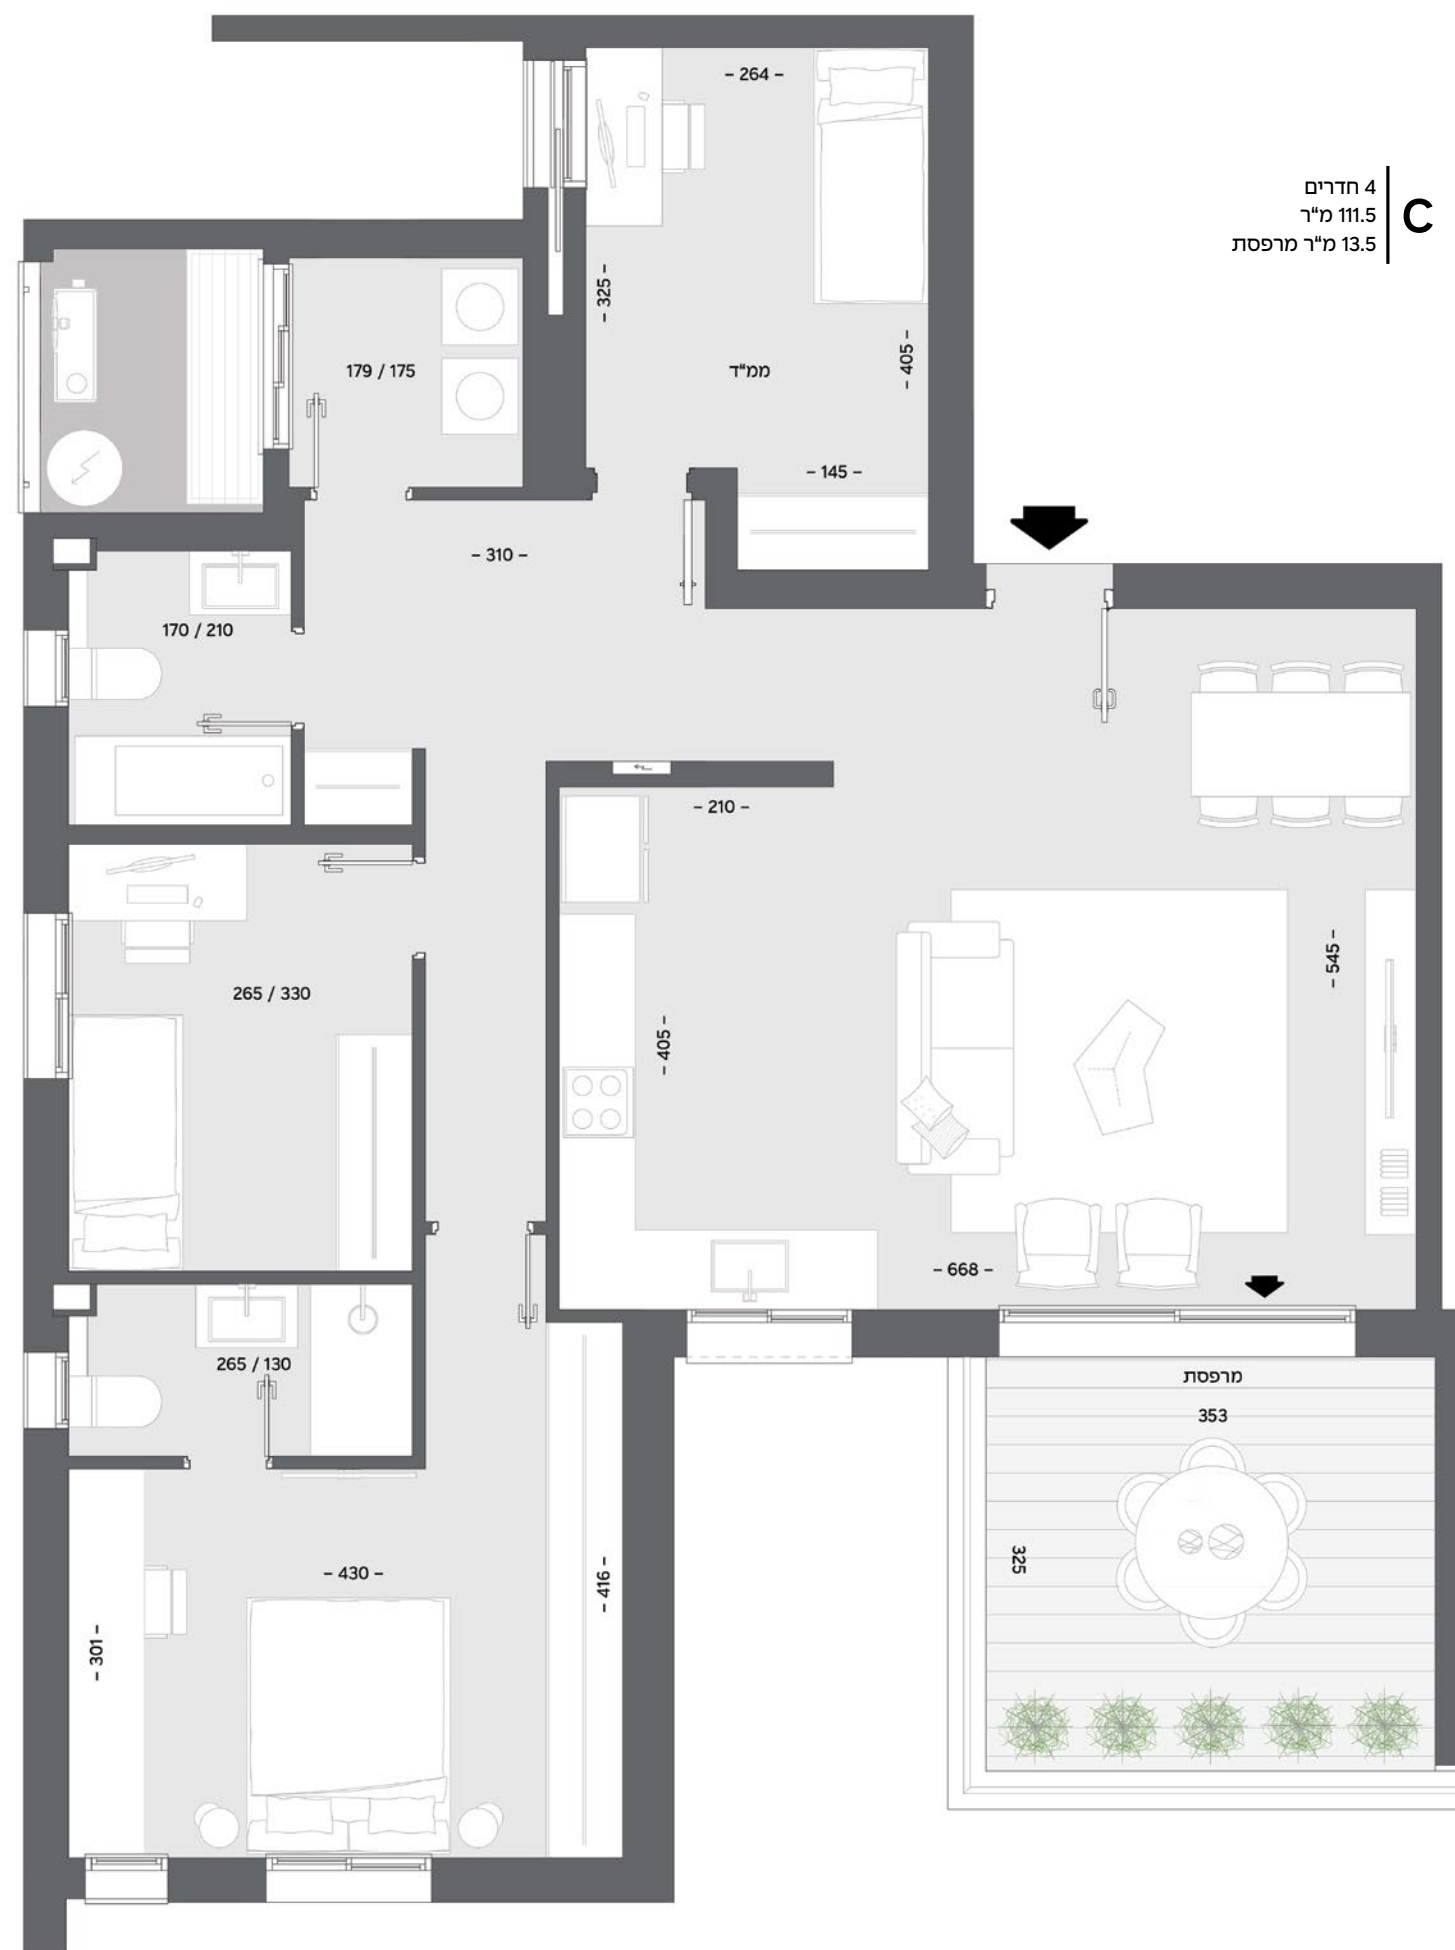 – 264 –
C
4 חדרים
111.5 מ"ר
13.5 מ"ר מרפסת
– 325 –
– 405 –
179 / 175
ממ"ד
– 145 –
– 310 –
170 / 210
– 210 –
– 545 –
265 / 330
– 405 –
– 668 –
265 / 130
מרפסת
353
325
– 430 –
– 416 –
– 301 –